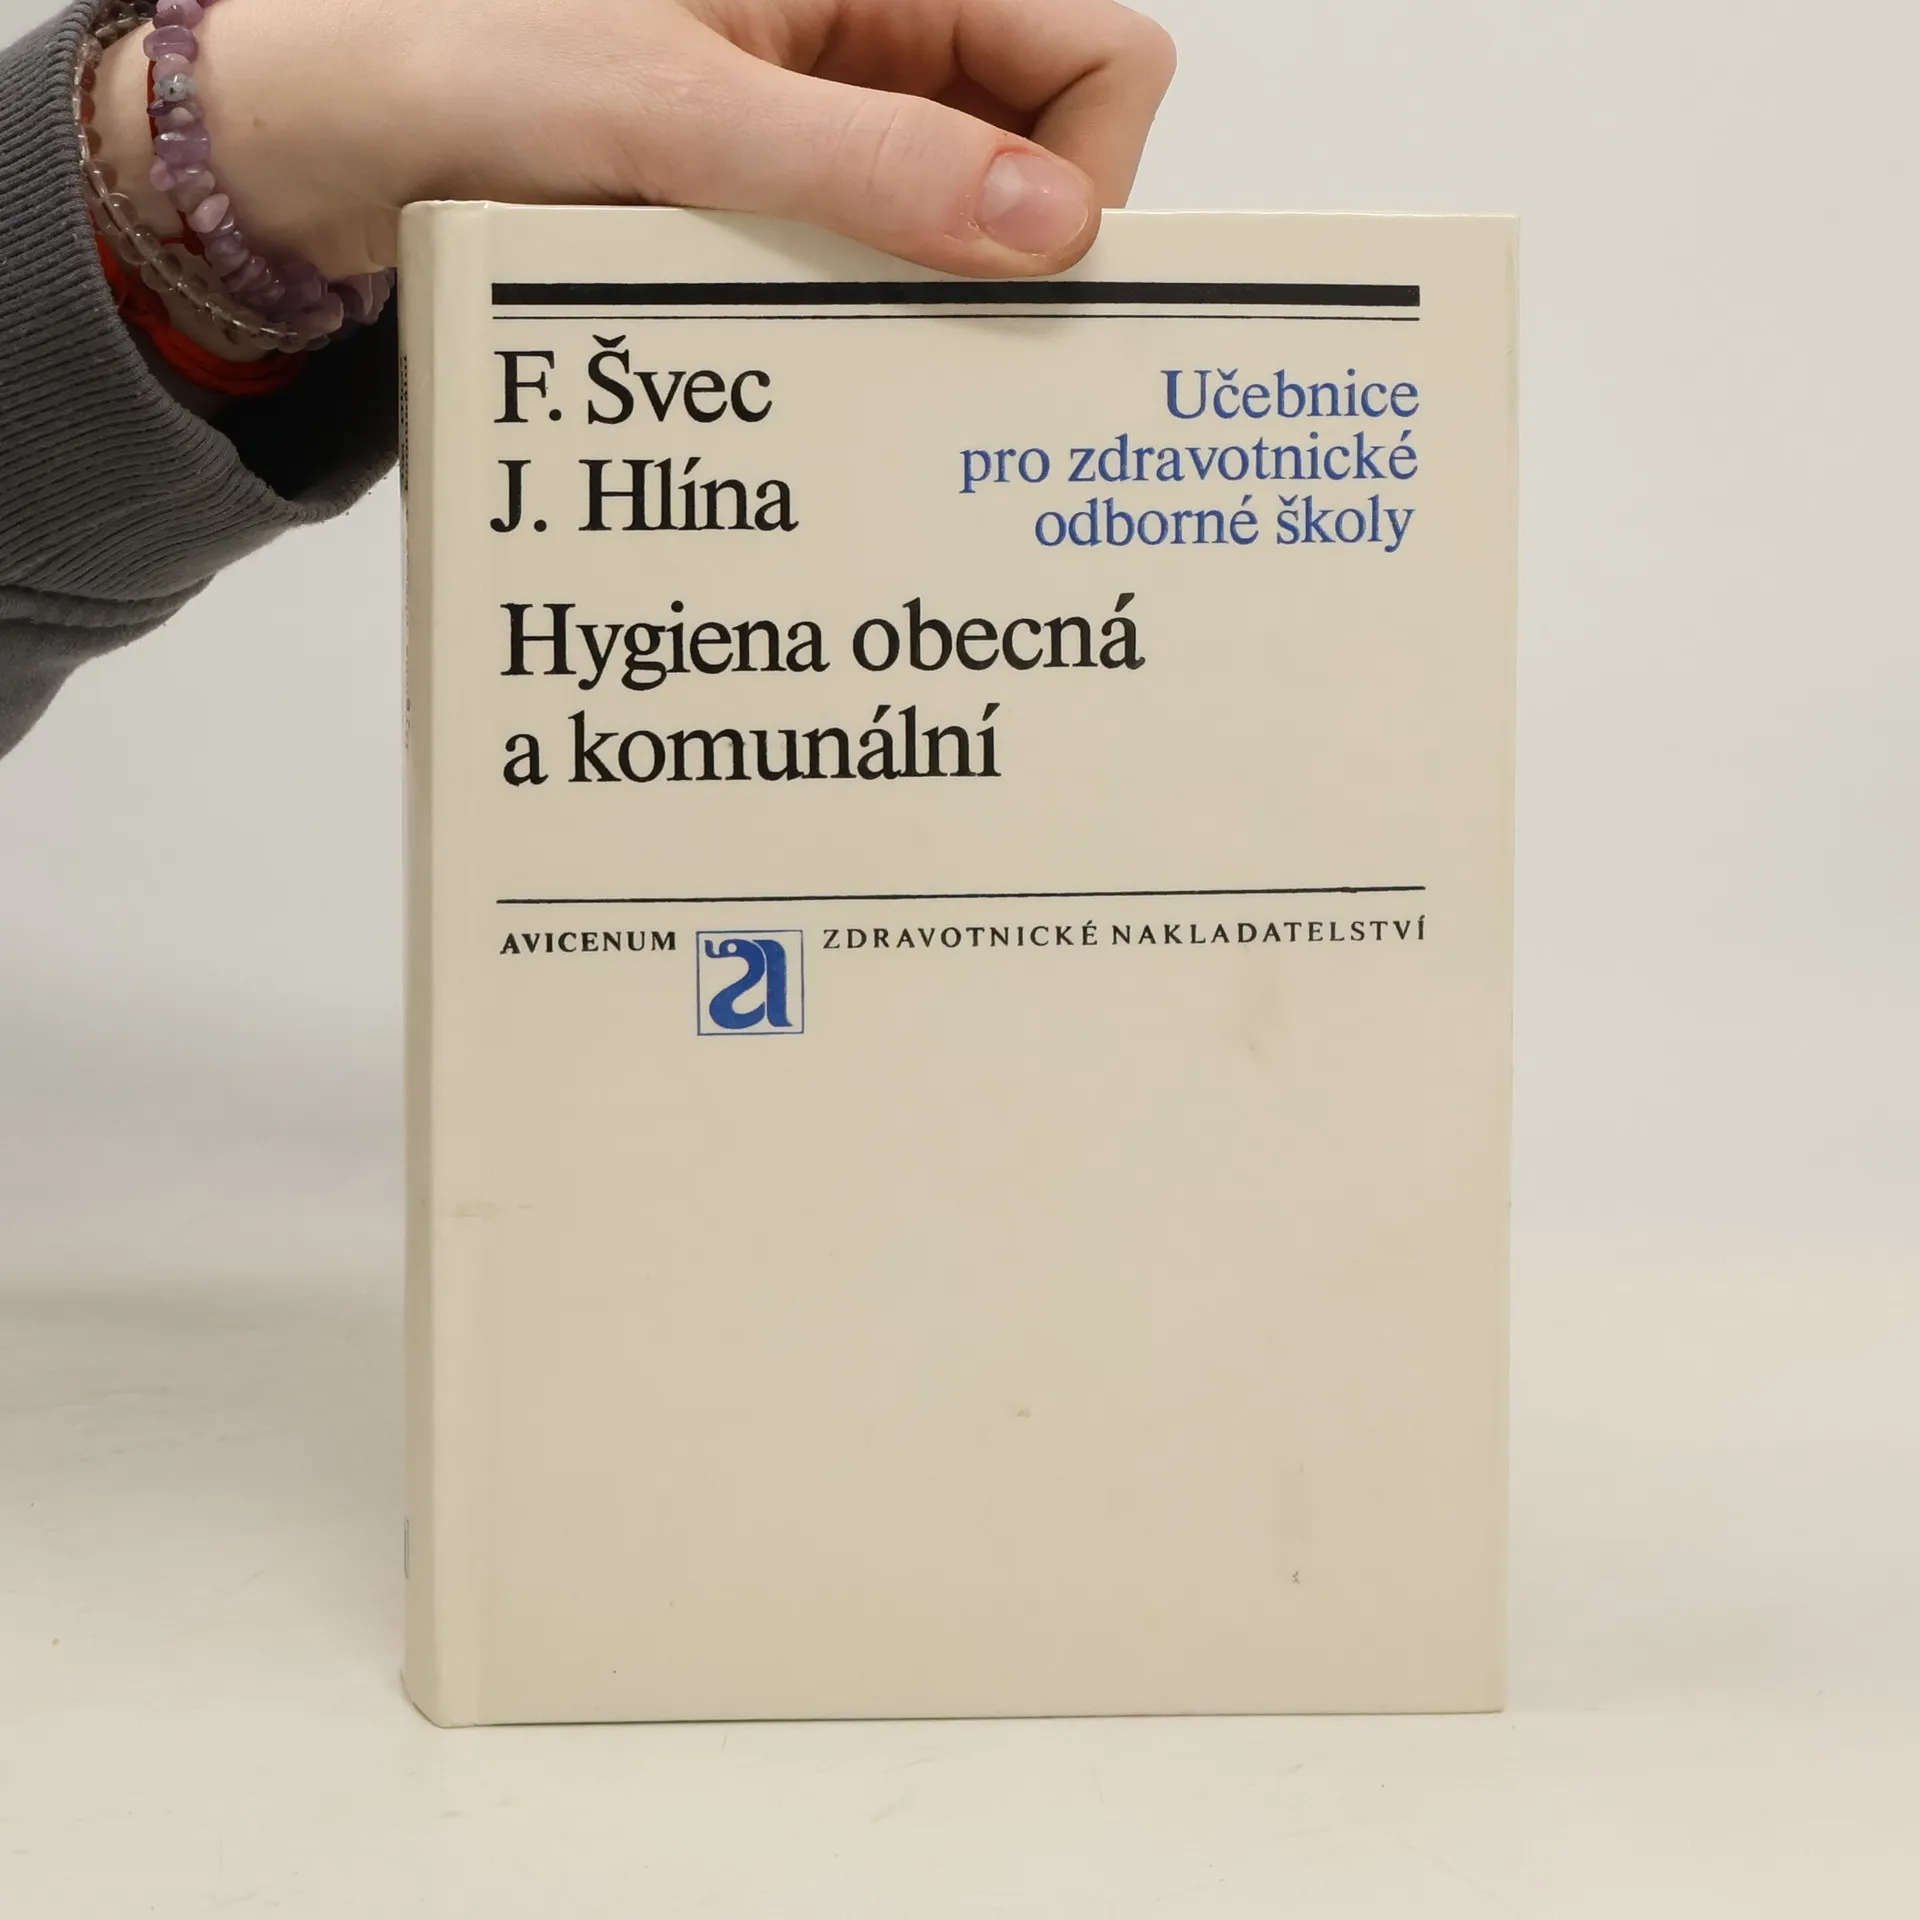 F. Švec
J. Hlína
Učebnice
pro zdravotnické
odborné školy
Hygiena obecná
a komunální
AVICENUM a ZDRAVOTNICKÉ NAKLADATELSTVÍ